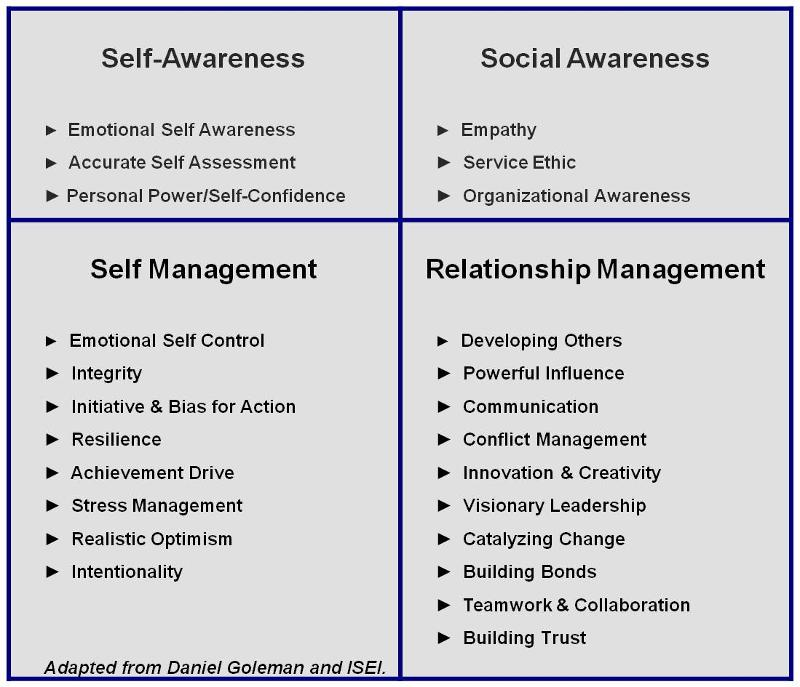 Self-Awareness
► Emotional Self Awareness
► Accurate Self Assessment
► Personal Power/Self-Confidence
Social Awareness
► Empathy
► Service Ethic
► Organizational Awareness
Self Management
► Emotional Self Control
► Integrity
► Initiative & Bias for Action
► Resilience
► Achievement Drive
► Stress Management
► Realistic Optimism
► Intentionality
Adapted from Daniel Goleman and ISEI.
Relationship Management
► Developing Others
► Powerful Influence
► Communication
► Conflict Management
► Innovation & Creativity
► Visionary Leadership
► Catalyzing Change
► Building Bonds
► Teamwork & Collaboration
► Building Trust